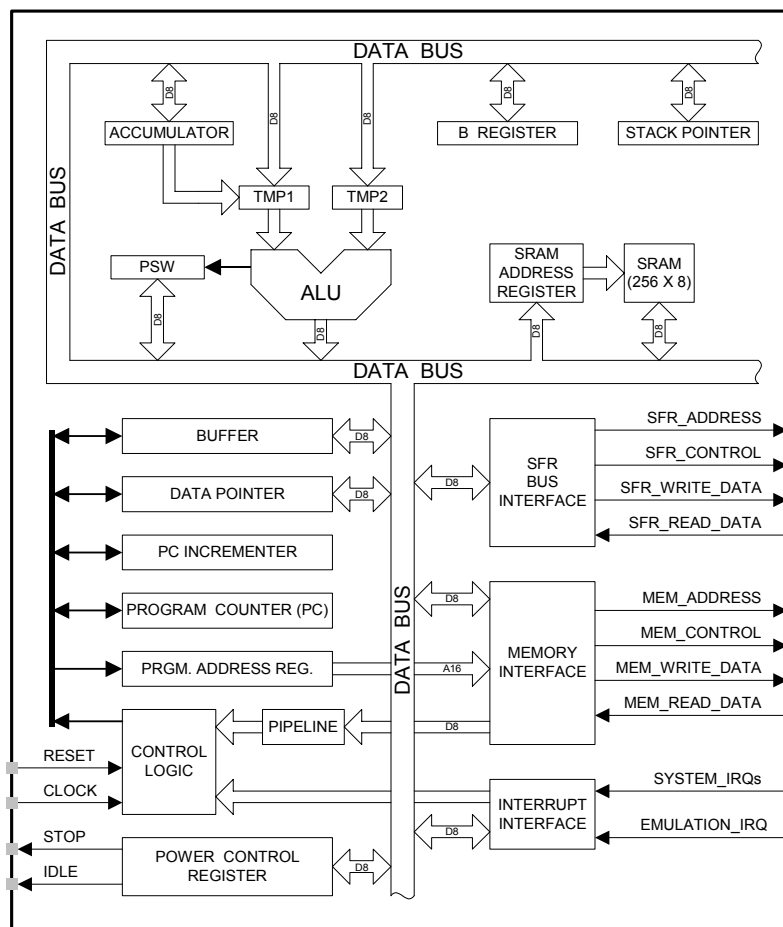 DATA BUS
D8
D8
D8
D8
D8
ACCUMULATOR
B REGISTER
STACK POINTER
DATA BUS
TMP1
TMP2
PSW
ALU
SRAM
ADDRESS
REGISTER
SRAM
(256 X 8)
D8
D8
D8
D8
DATA BUS
BUFFER
D8
DATA POINTER
D8
PC INCREMENTER
PROGRAM COUNTER (PC)
PRGM. ADDRESS REG.
A16
DATA BUS
D8
SFR
BUS
INTERFACE
SFR_ADDRESS
SFR_CONTROL
SFR_WRITE_DATA
SFR_READ_DATA
D8
MEMORY
INTERFACE
MEM_ADDRESS
MEM_CONTROL
MEM_WRITE_DATA
MEM_READ_DATA
PIPELINE
D8
RESET
CLOCK
CONTROL
LOGIC
INTERRUPT
INTERFACE
SYSTEM_IRQs
EMULATION_IRQ
D8
STOP
IDLE
POWER CONTROL
REGISTER
D8